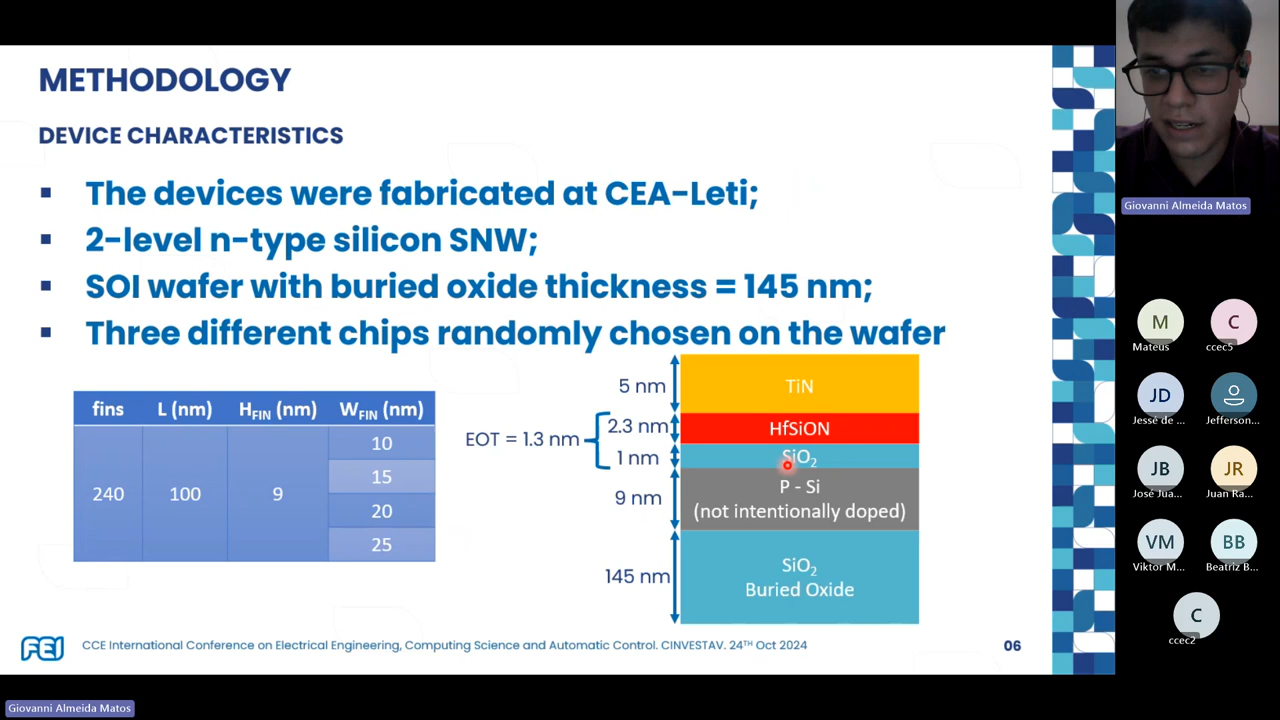 METHODOLOGY
DEVICE CHARACTERISTICS
▪ The devices were fabricated at CEA-Leti;
▪ 2-level n-type silicon SNW;
▪ SOI wafer with buried oxide thickness = 145 nm;
▪ Three different chips randomly chosen on the wafer
fins L (nm) H_FIN (nm) W_FIN (nm)
240 100 9
10
15
20
25
5 nm TiN
EOT = 1.3 nm
2.3 nm HfSiON
1 nm SiO₂
9 nm P - Si
(not intentionally doped)
145 nm SiO₂
Buried Oxide
FEI
CCE International Conference on Electrical Engineering, Computing Science and Automatic Control. CINVESTAV. 24TH Oct 2024
06
Giovanni Almeida Matos
Giovanni Almeida Matos
M C
Mateus ccec5
JD
Jessé de ... Jefferson...
JB JR
José Jua... Juan Ra...
VM BB
Viktor M... Beatriz B...
C
ccec2